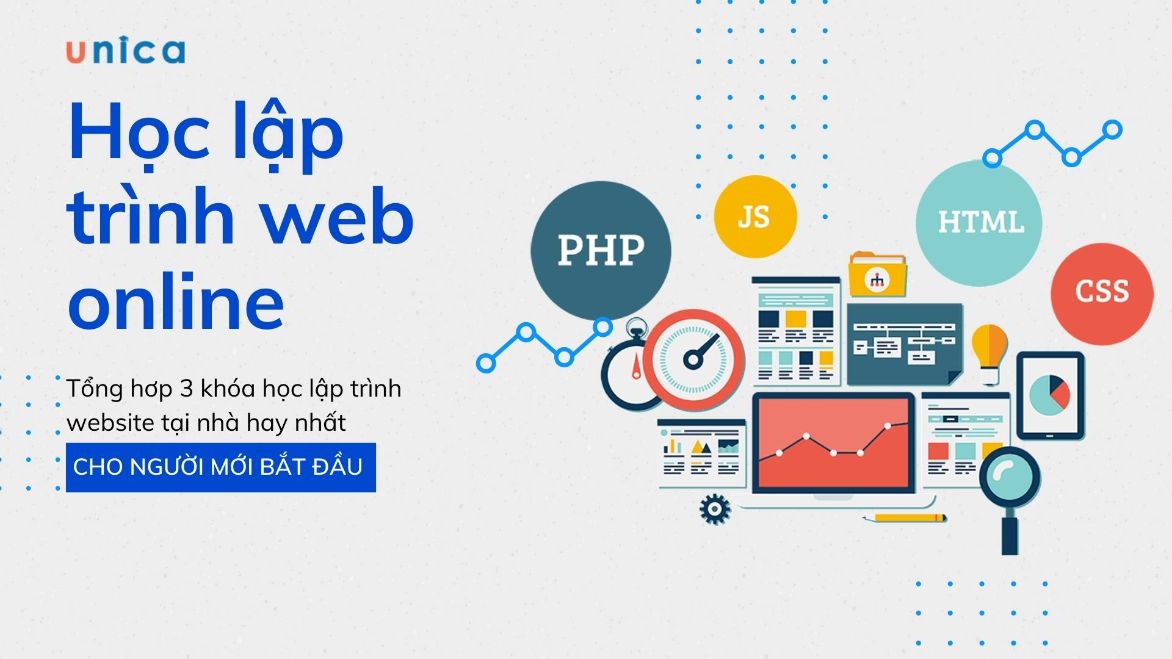 unica
Học lập
trình web
online
Tổng hơp 3 khóa học lập trình
website tại nhà hay nhất
CHO NGƯỜI MỚI BẮT ĐẦU
PHP
JS
HTML
CSS